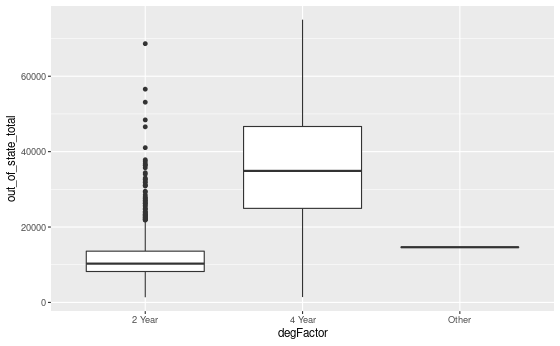 out_of_state_total
60000
40000
20000
0
2 Year
4 Year
Other
degFactor